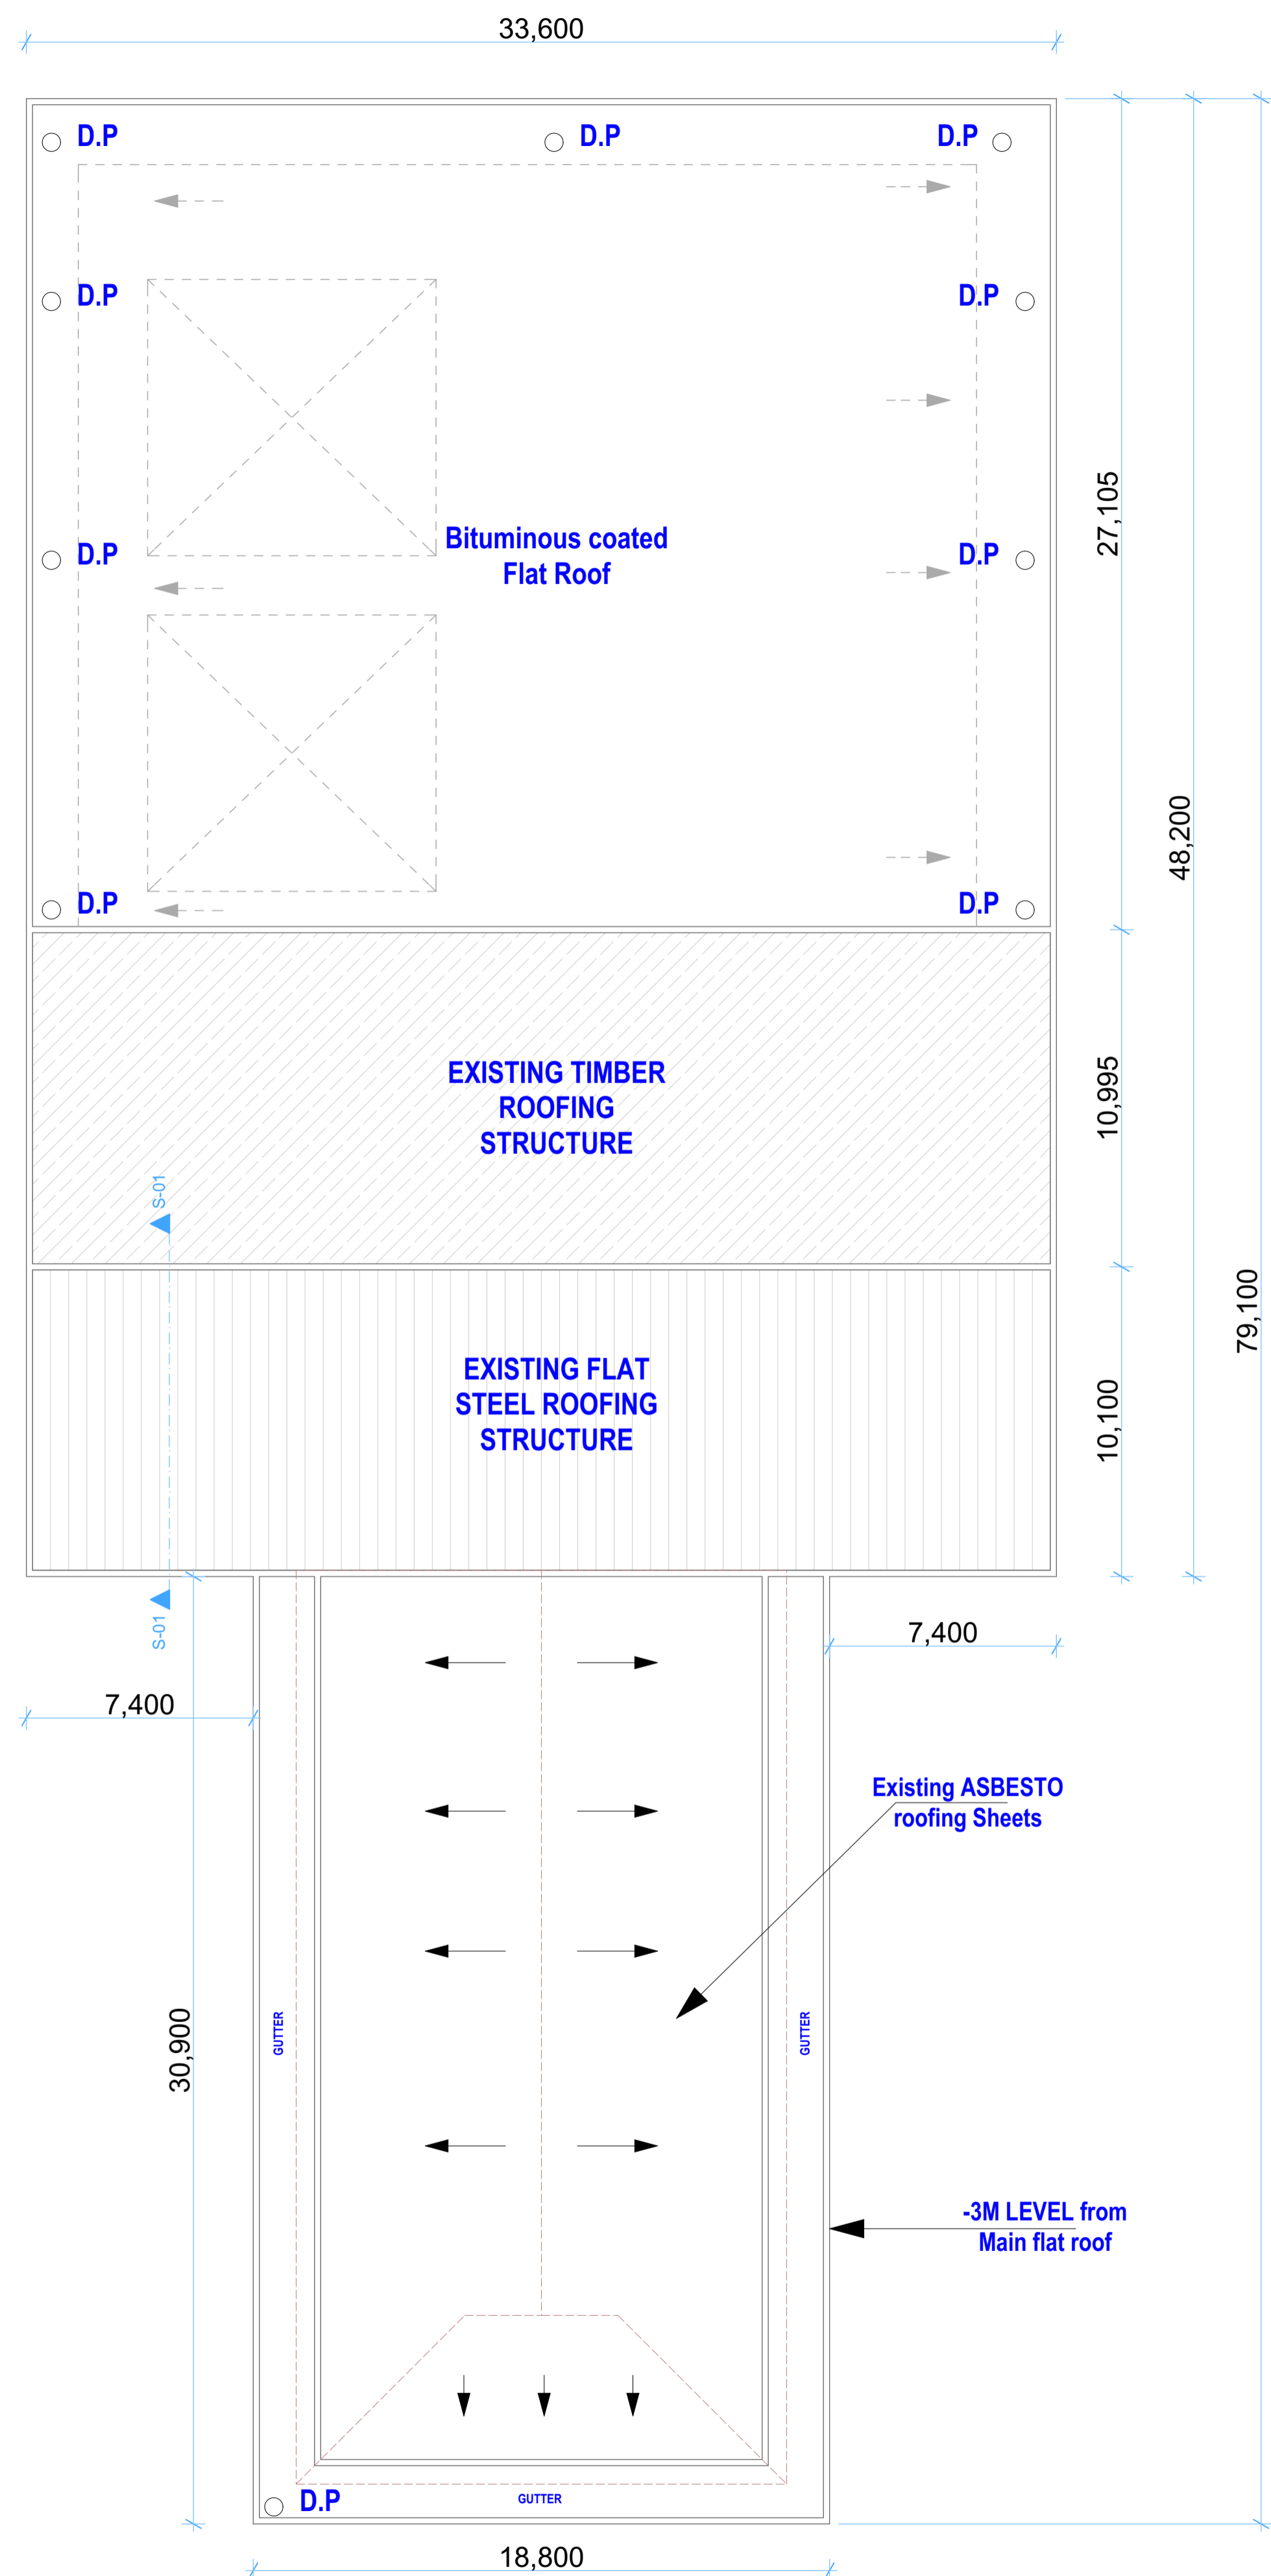 33,600
D.P
D.P
D.P
D.P
D.P
27,105
Bituminous coated
Flat Roof
D.P
D.P
48,200
D.P
D.P
EXISTING TIMBER
ROOFING
STRUCTURE
10,995
S-01
79,100
EXISTING FLAT
STEEL ROOFING
STRUCTURE
10,100
S-01
7,400
7,400
Existing ASBESTO
roofing Sheets
30,900
GUTTER
GUTTER
-3M LEVEL from
Main flat roof
D.P
GUTTER
18,800